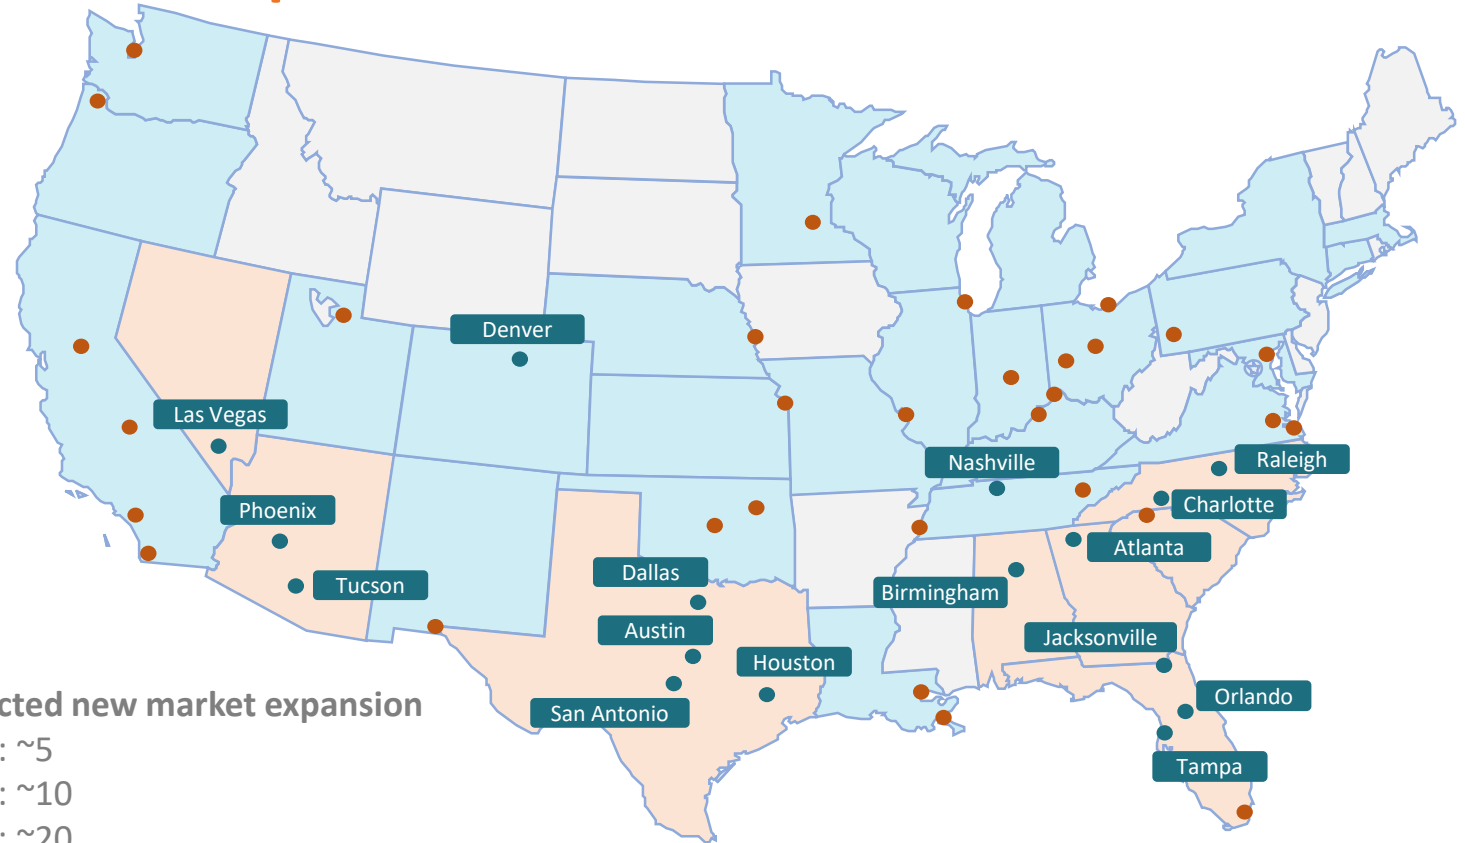 Denver
Las Vegas
Nashville
Raleigh
Phoenix
Charlotte
Atlanta
Dallas
Tucson
Birmingham
Austin
Jacksonville
Houston
Orlando
San Antonio
Tampa
new market expansion
: ~5
: ~10
: ~20